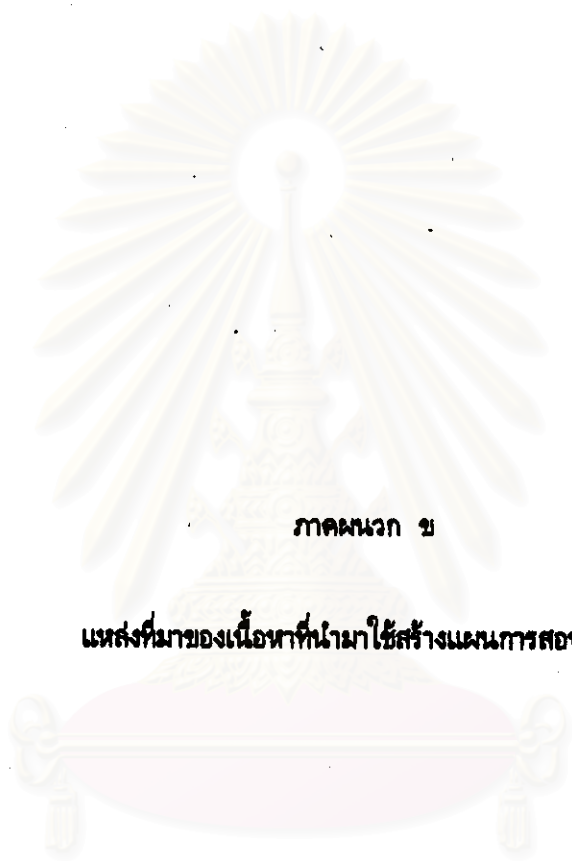 ภาคผนวก ข
แหล่งที่มาของเนื้อหาที่นำมาใช้สร้างแผนการสอน